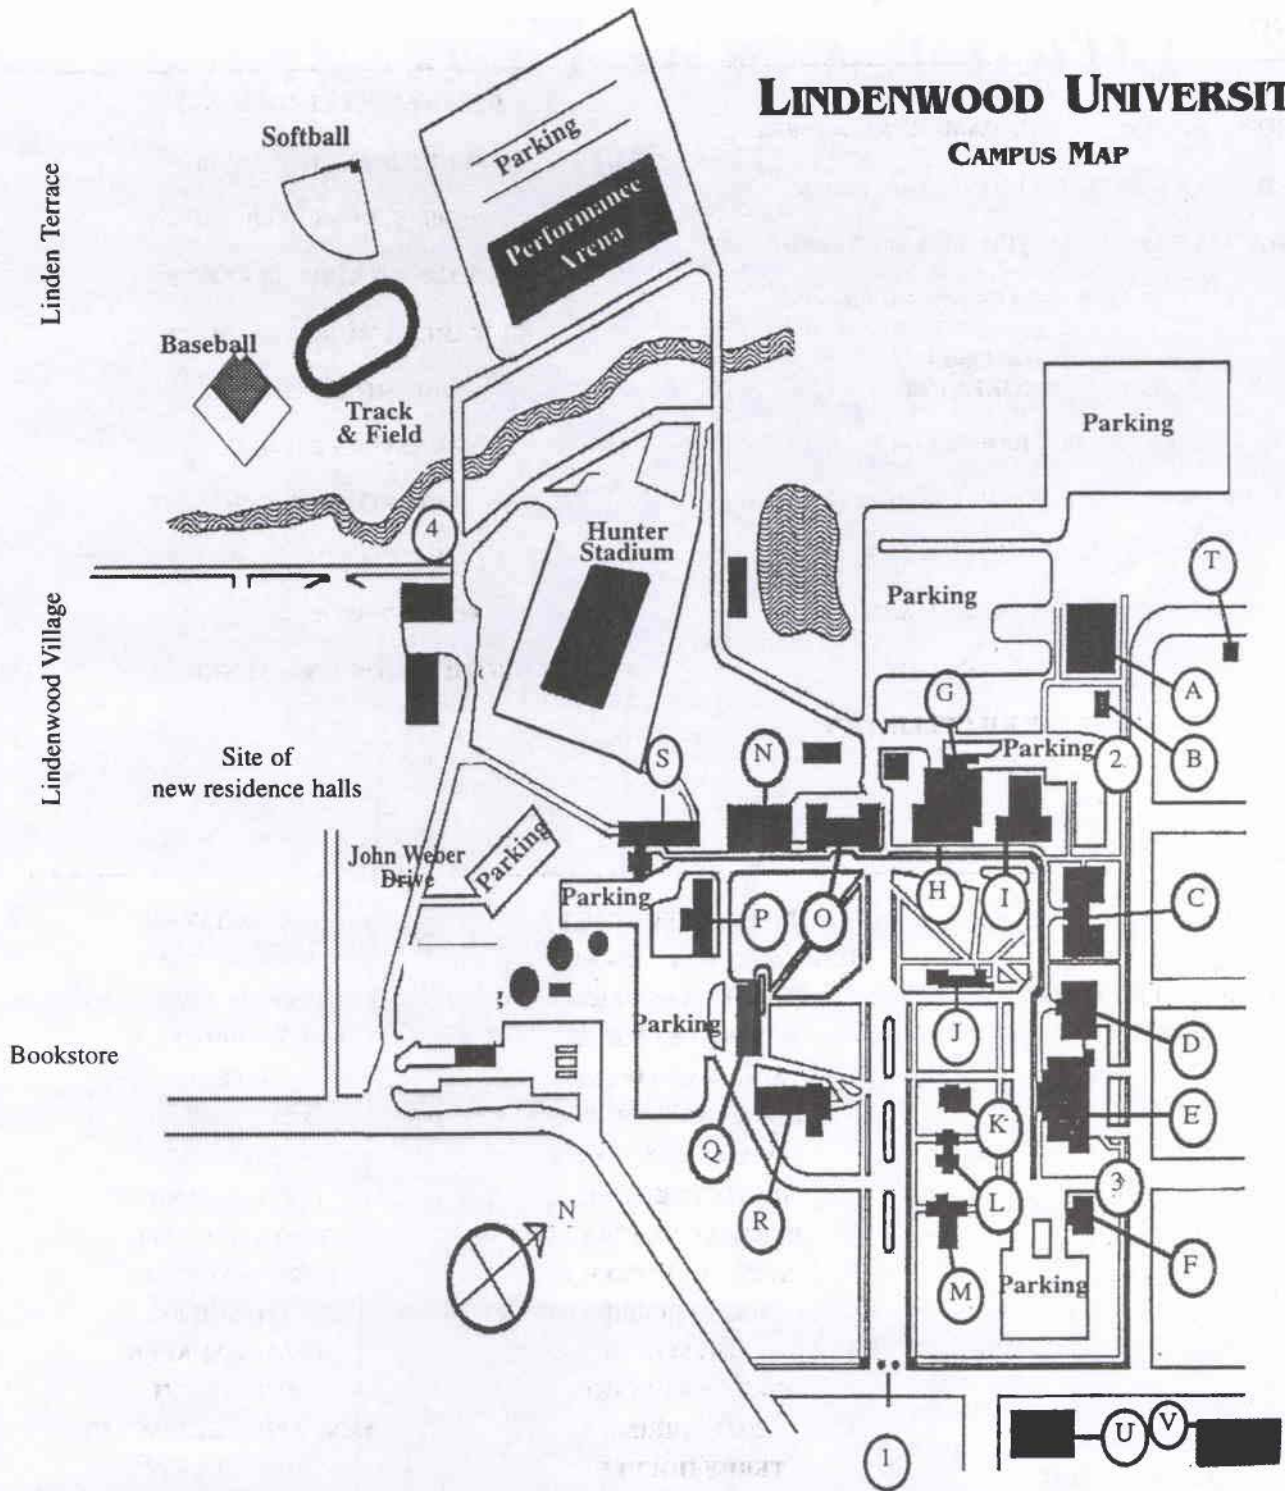 LINDENWOOD UNIVERSIT
CAMPUS MAP
Softball
Parking
Performance
Arena
Linden Terrace
Baseball
Track
& Field
Parking
4
Hunter
Stadium
T
Parking
Lindenwood Village
G
A
Site of
new residence halls
S
N
Parking
2
B
John Weber
Drive
Parking
Parking
P
O
H
I
C
Parking
J
D
Bookstore
K
E
Q
L
3
R
N
M
Parking
F
1
U
V